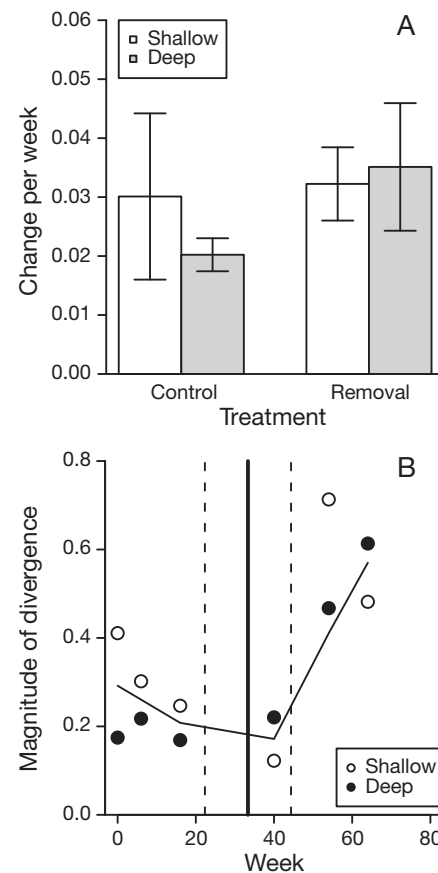 A
Shallow
Deep
0.06
0.05
0.04
0.03
0.02
0.01
0.00
Change per week
Control Removal
Treatment
B
0.8
0.6
0.4
0.2
0.0
Magnitude of divergence
Shallow
Deep
0 20 40 60 80
Week